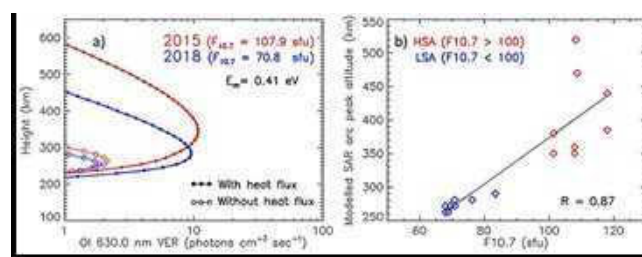 a)
2015 (F10.7 = 107.9 sfu)
2018 (F10.7 = 70.8 sfu)
E∞= 0.41 eV
With heat flux
Without heat flux
Height (km)
600
500
400
300
200
100
1
10
100
OI 630.0 nm VER (photons cm⁻³ sec⁻¹)
b)
HSA (F10.7 > 100)
LSA (F10.7 < 100)
R = 0.87
Modelled SAR arc peak altitude (km)
550
500
450
400
350
300
250
60
80
100
120
F10.7 (sfu)